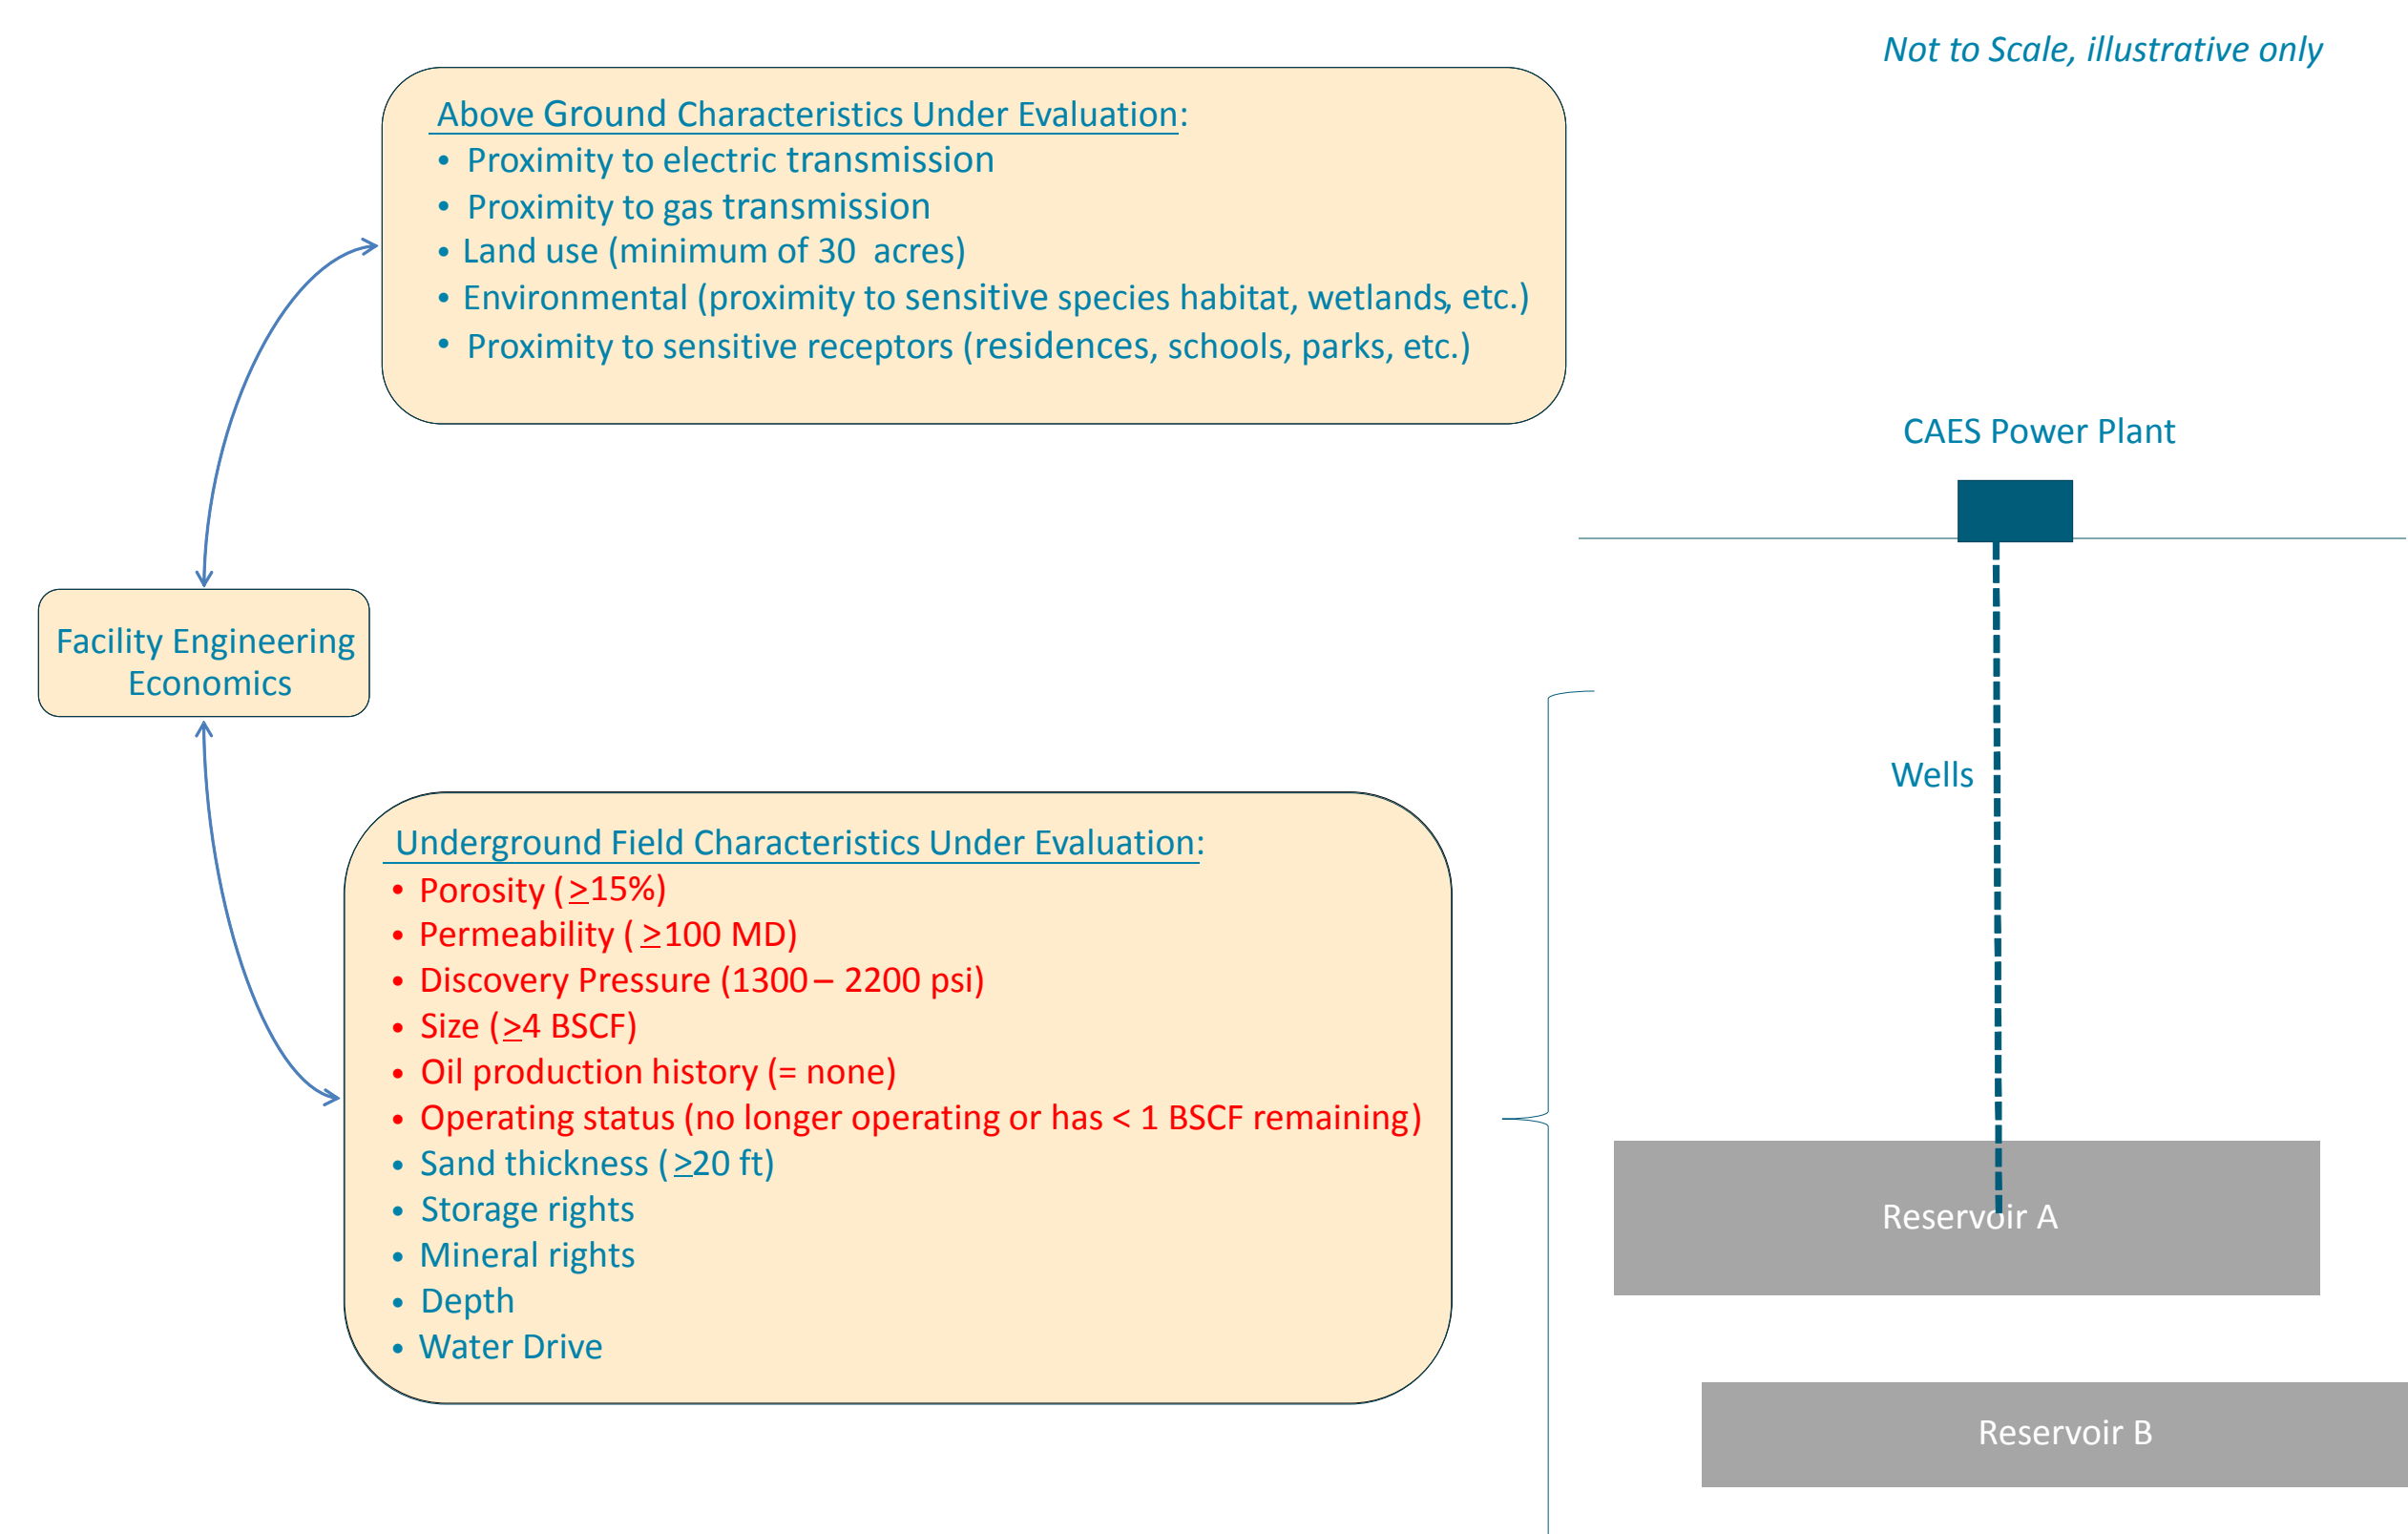 Not to Scale, illustrative only
Above Ground Characteristics Under Evaluation:
• Proximity to electric transmission
• Proximity to gas transmission
• Land use (minimum of 30 acres)
• Environmental (proximity to sensitive species habitat, wetlands, etc.)
• Proximity to sensitive receptors (residences, schools, parks, etc.)
CAES Power Plant
Facility Engineering
Economics
Wells
Underground Field Characteristics Under Evaluation:
• Porosity (≥15%)
• Permeability (≥100 MD)
• Discovery Pressure (1300 – 2200 psi)
• Size (≥4 BSCF)
• Oil production history (= none)
• Operating status (no longer operating or has < 1 BSCF remaining)
• Sand thickness (≥20 ft)
• Storage rights
• Mineral rights
• Depth
• Water Drive
Reservoir A
Reservoir B